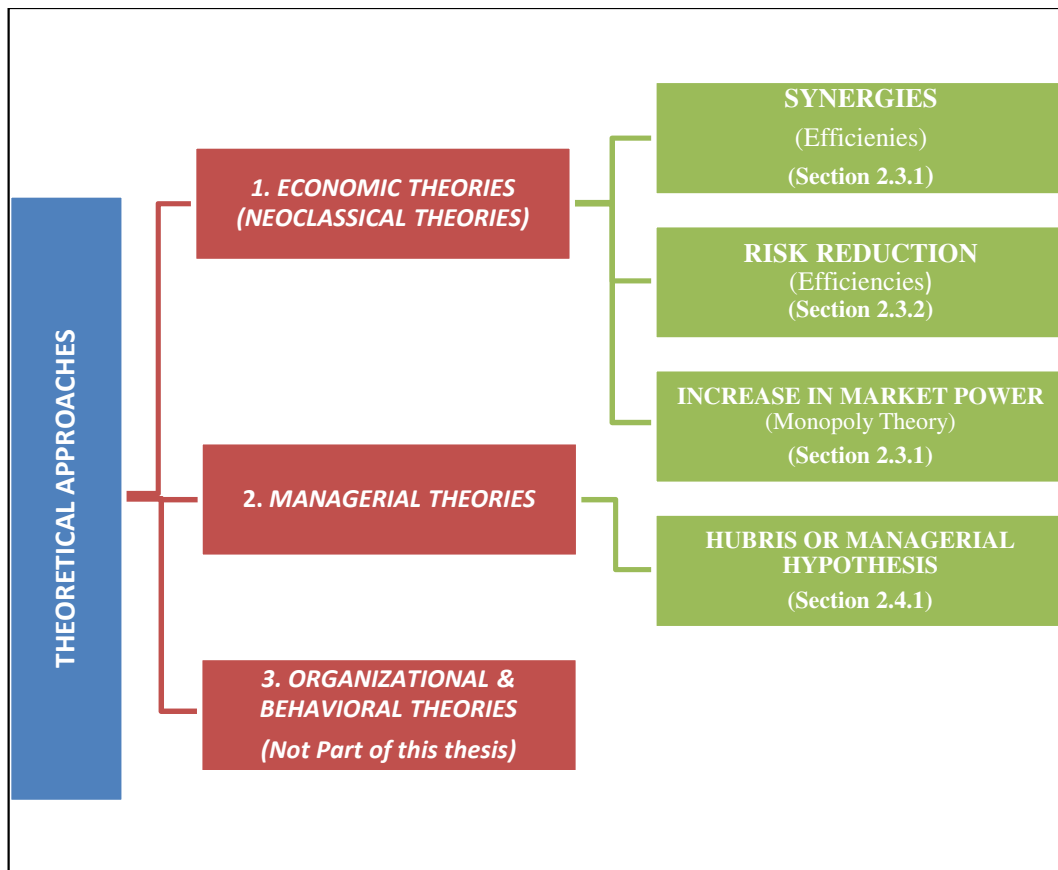 THEORETICAL APPROACHES
1. ECONOMIC THEORIES
(NEOCLASSICAL THEORIES)
SYNERGIES
(Efficienies)
(Section 2.3.1)
RISK REDUCTION
(Efficiencies)
(Section 2.3.2)
INCREASE IN MARKET POWER
(Monopoly Theory)
(Section 2.3.1)
2. MANAGERIAL THEORIES
HUBRIS OR MANAGERIAL
HYPOTHESIS
(Section 2.4.1)
3. ORGANIZATIONAL &
BEHAVIORAL THEORIES
(Not Part of this thesis)